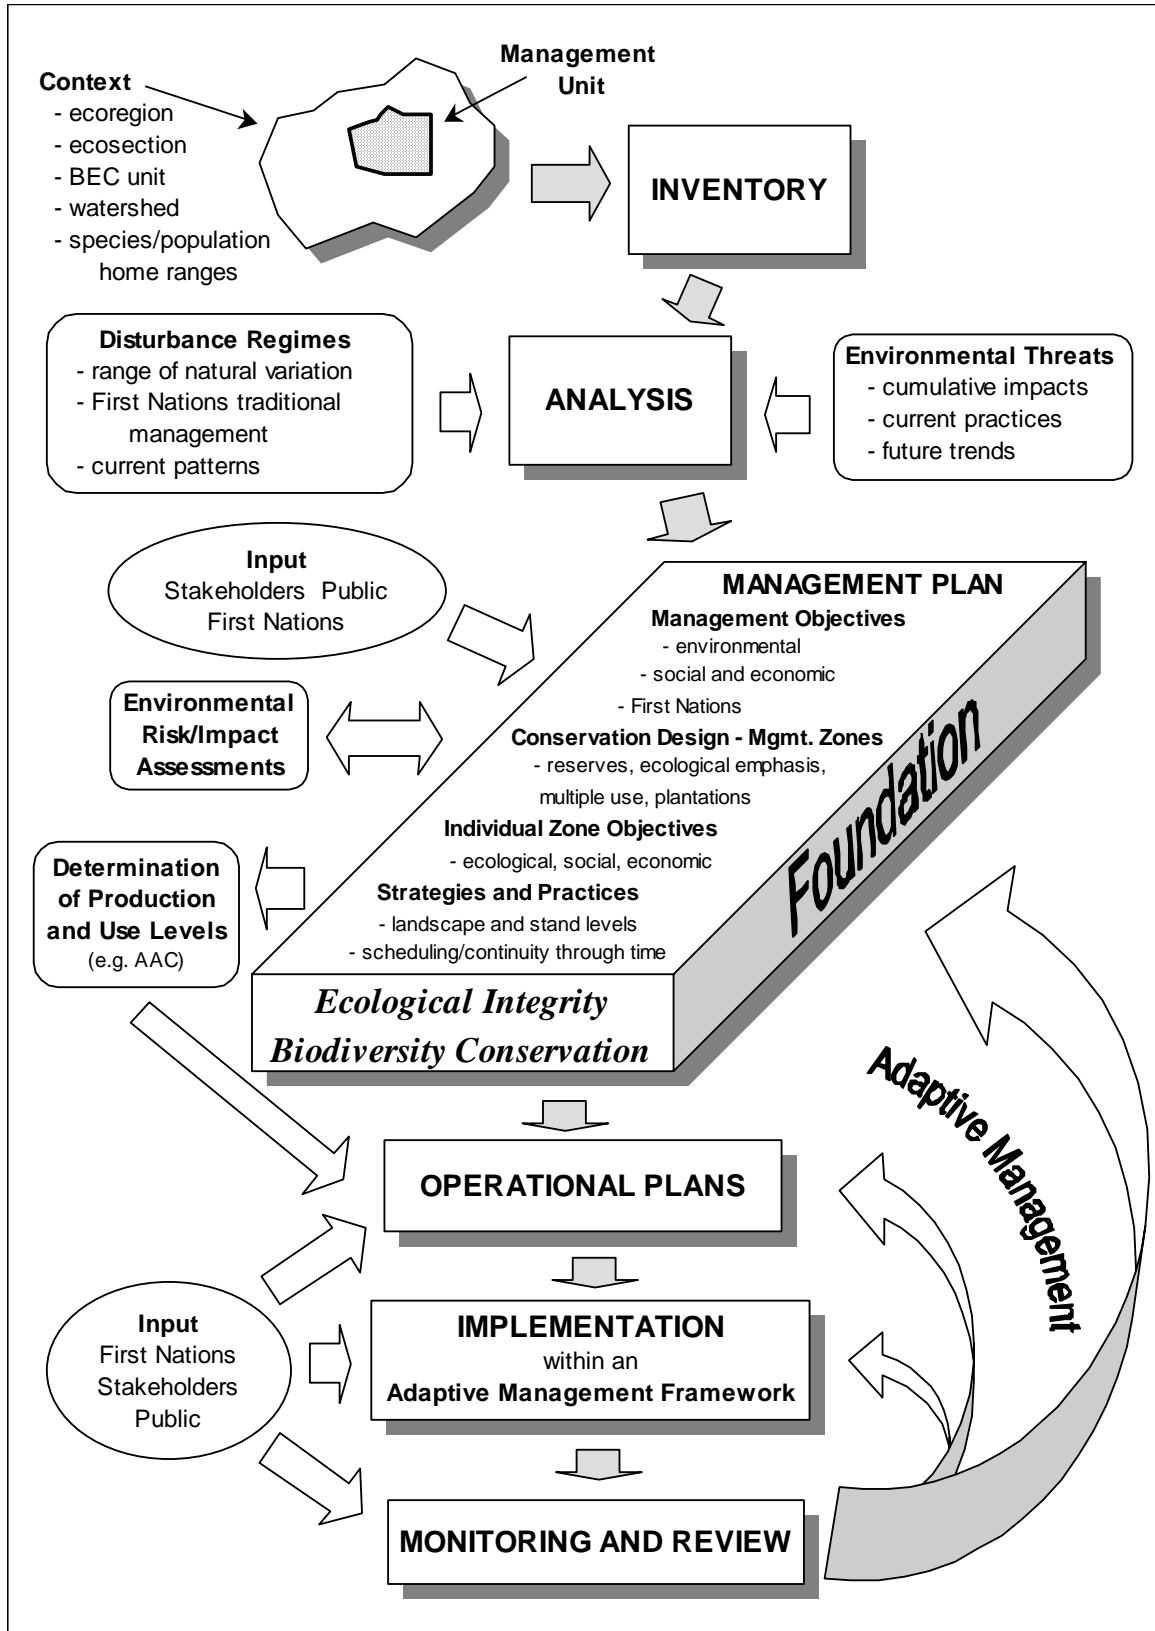 Management
Unit
Context
- ecoregion
- ecosection
- BEC unit
- watershed
- species/population
home ranges
INVENTORY
Disturbance Regimes
- range of natural variation
- First Nations traditional
management
- current patterns
ANALYSIS
Environmental Threats
- cumulative impacts
- current practices
- future trends
Input
Stakeholders Public
First Nations
MANAGEMENT PLAN
Management Objectives
- environmental
- social and economic
- First Nations
Conservation Design - Mgmt. Zones
- reserves, ecological emphasis,
multiple use, plantations
Individual Zone Objectives
- ecological, social, economic
Strategies and Practices
- landscape and stand levels
- scheduling/continuity through time
Foundation
Environmental
Risk/Impact
Assessments
Determination
of Production
and Use Levels
(e.g. AAC)
Ecological Integrity
Biodiversity Conservation
Adaptive Management
OPERATIONAL PLANS
Input
First Nations
Stakeholders
Public
IMPLEMENTATION
within an
Adaptive Management Framework
MONITORING AND REVIEW